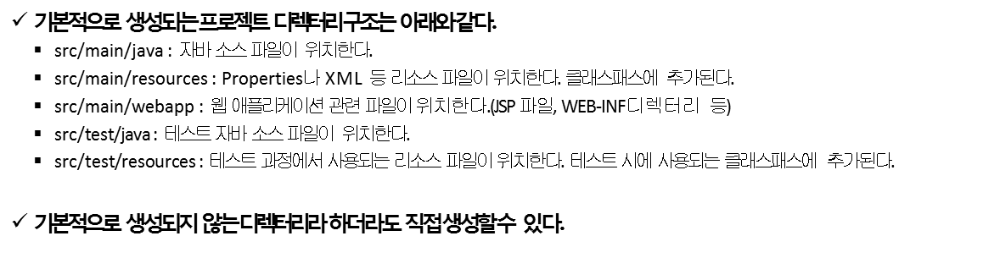 ✓ 기본적으로 생성되는 프로젝트 디렉터리 구조는 아래와 같다.
▪ src/main/java : 자바 소스 파일이 위치한다.
▪ src/main/resources : Properties나 XML 등 리소스 파일이 위치한다. 클래스패스에 추가된다.
▪ src/main/webapp : 웹 애플리케이션 관련 파일이 위치한다.(JSP 파일, WEB-INF 디렉터리 등)
▪ src/test/java : 테스트 자바 소스 파일이 위치한다.
▪ src/test/resources : 테스트 과정에서 사용되는 리소스 파일이 위치한다. 테스트 시에 사용되는 클래스패스에 추가된다.
✓ 기본적으로 생성되지 않는 디렉터리라 하더라도 직접 생성할 수 있다.